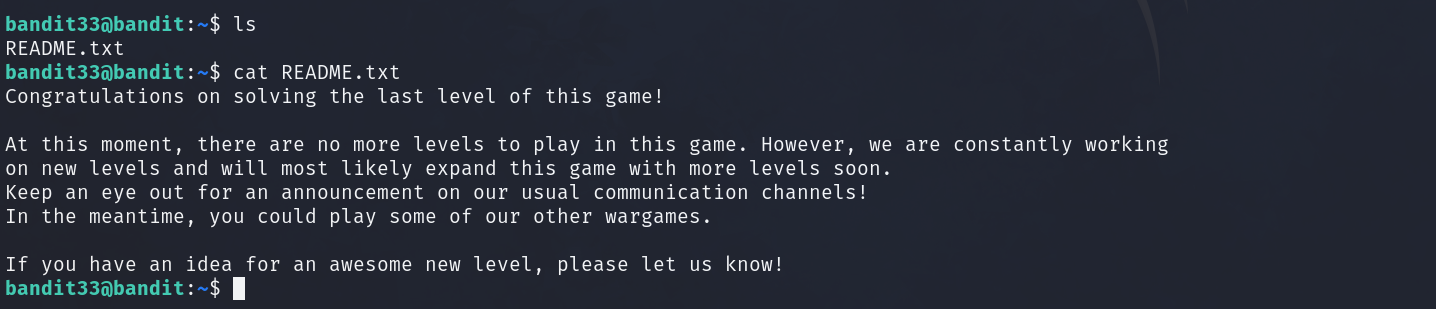 bandit33@bandit:~$ ls
README.txt
bandit33@bandit:~$ cat README.txt
Congratulations on solving the last level of this game!
At this moment, there are no more levels to play in this game. However, we are constantly working
on new levels and will most likely expand this game with more levels soon.
Keep an eye out for an announcement on our usual communication channels!
In the meantime, you could play some of our other wargames.
If you have an idea for an awesome new level, please let us know!
bandit33@bandit:~$